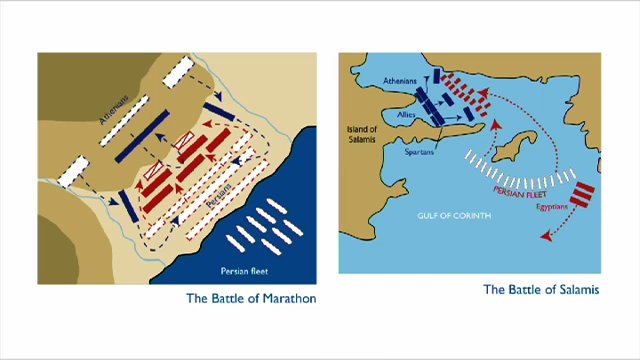 Athenians
Persians
Persian fleet
The Battle of Marathon
Athenians
Allies
Island of
Salamis
Spartans
PERSIAN FLEET
Egyptians
GULF OF CORINTH
The Battle of Salamis